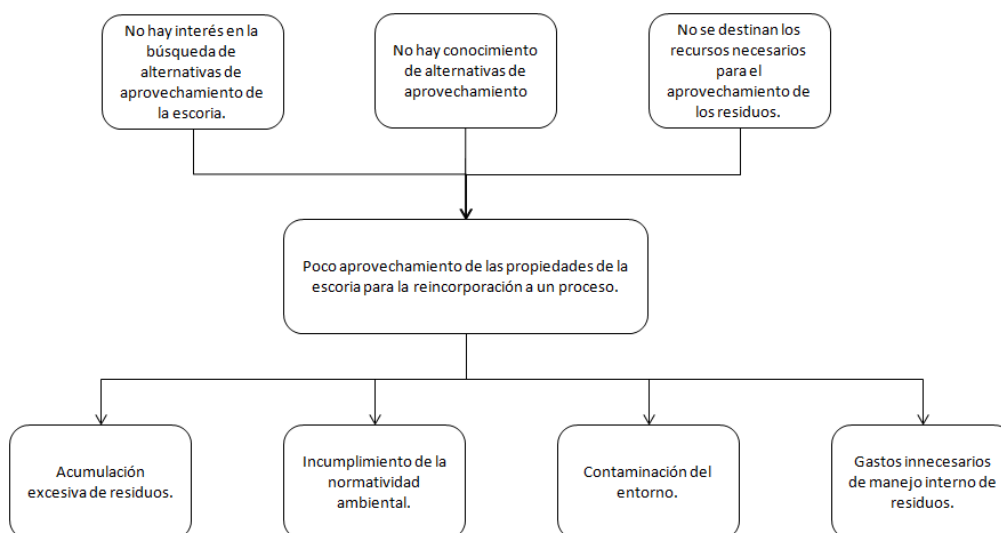 No hay interés en la
búsqueda de
alternativas de
aprovechamiento de
la escoria.
No hay conocimiento
de alternativas de
aprovechamiento
No se destinan los
recursos necesarios
para el
aprovechamiento de
los residuos.
Poco aprovechamiento de las propiedades de la
escoria para la reincorporación a un proceso.
Acumulación
excesiva de residuos.
Incumplimiento de la
normatividad
ambiental.
Contaminación del
entorno.
Gastos innecesarios
de manejo interno de
residuos.